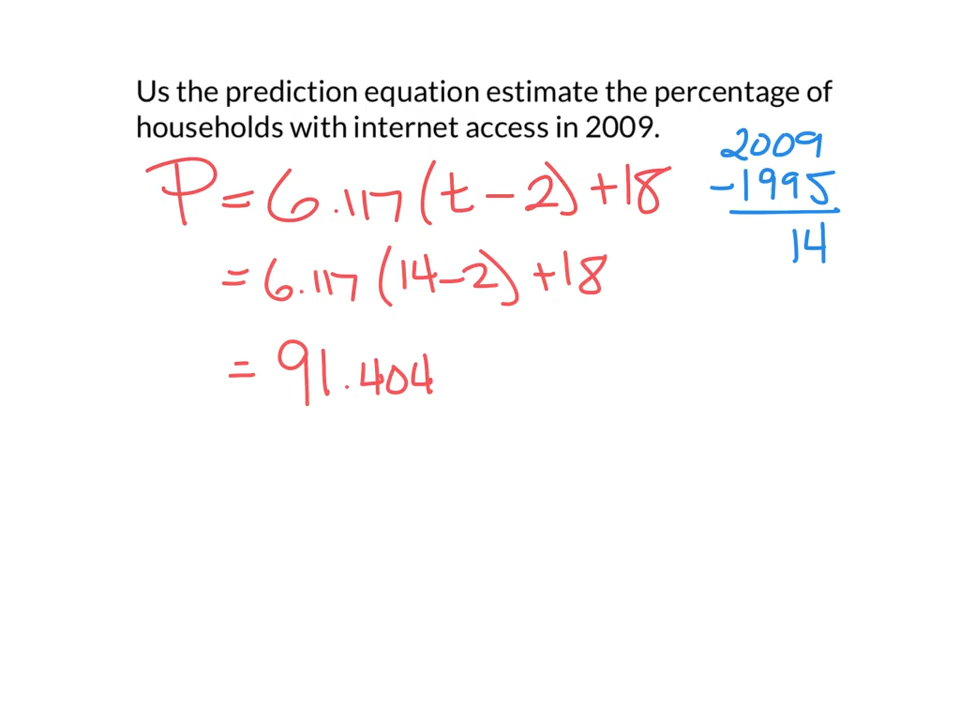 Us the prediction equation estimate the percentage of
households with internet access in 2009.
P = 6.117 (t - 2) + 18
= 6.117 (14 - 2) + 18
= 91.404
2009
- 1995
14